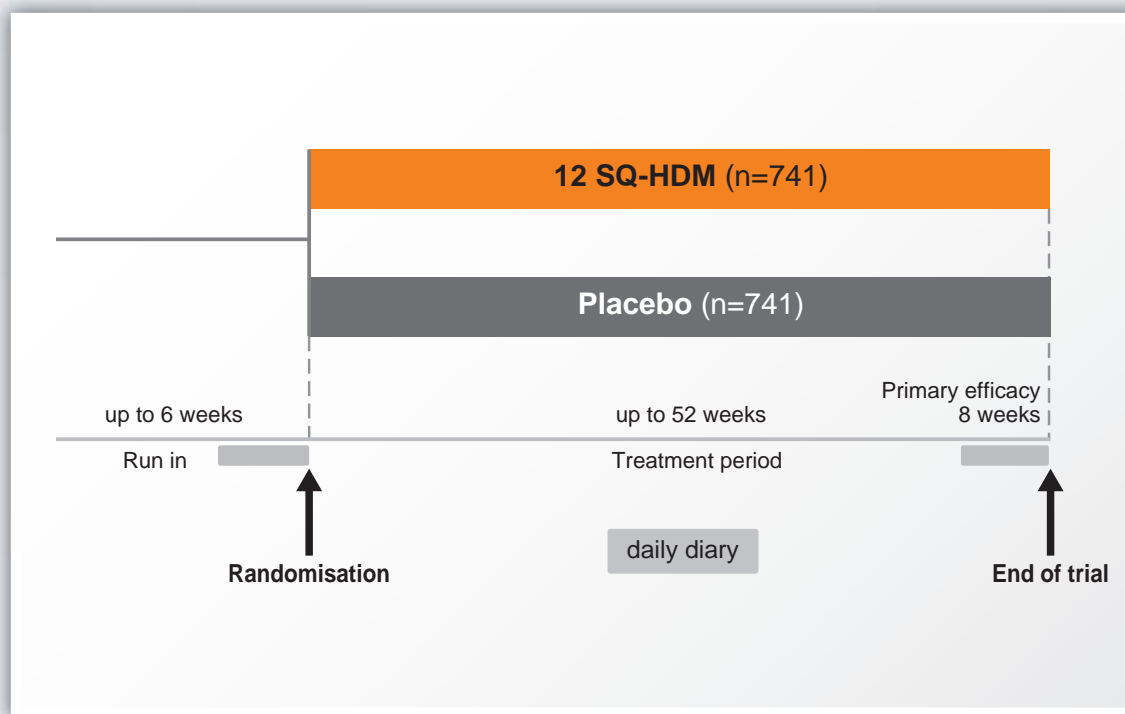 12 SQ-HDM (n=741)
Placebo (n=741)
up to 6 weeks
up to 52 weeks
Primary efficacy
8 weeks
Run in
Treatment period
daily diary
Randomisation
End of trial